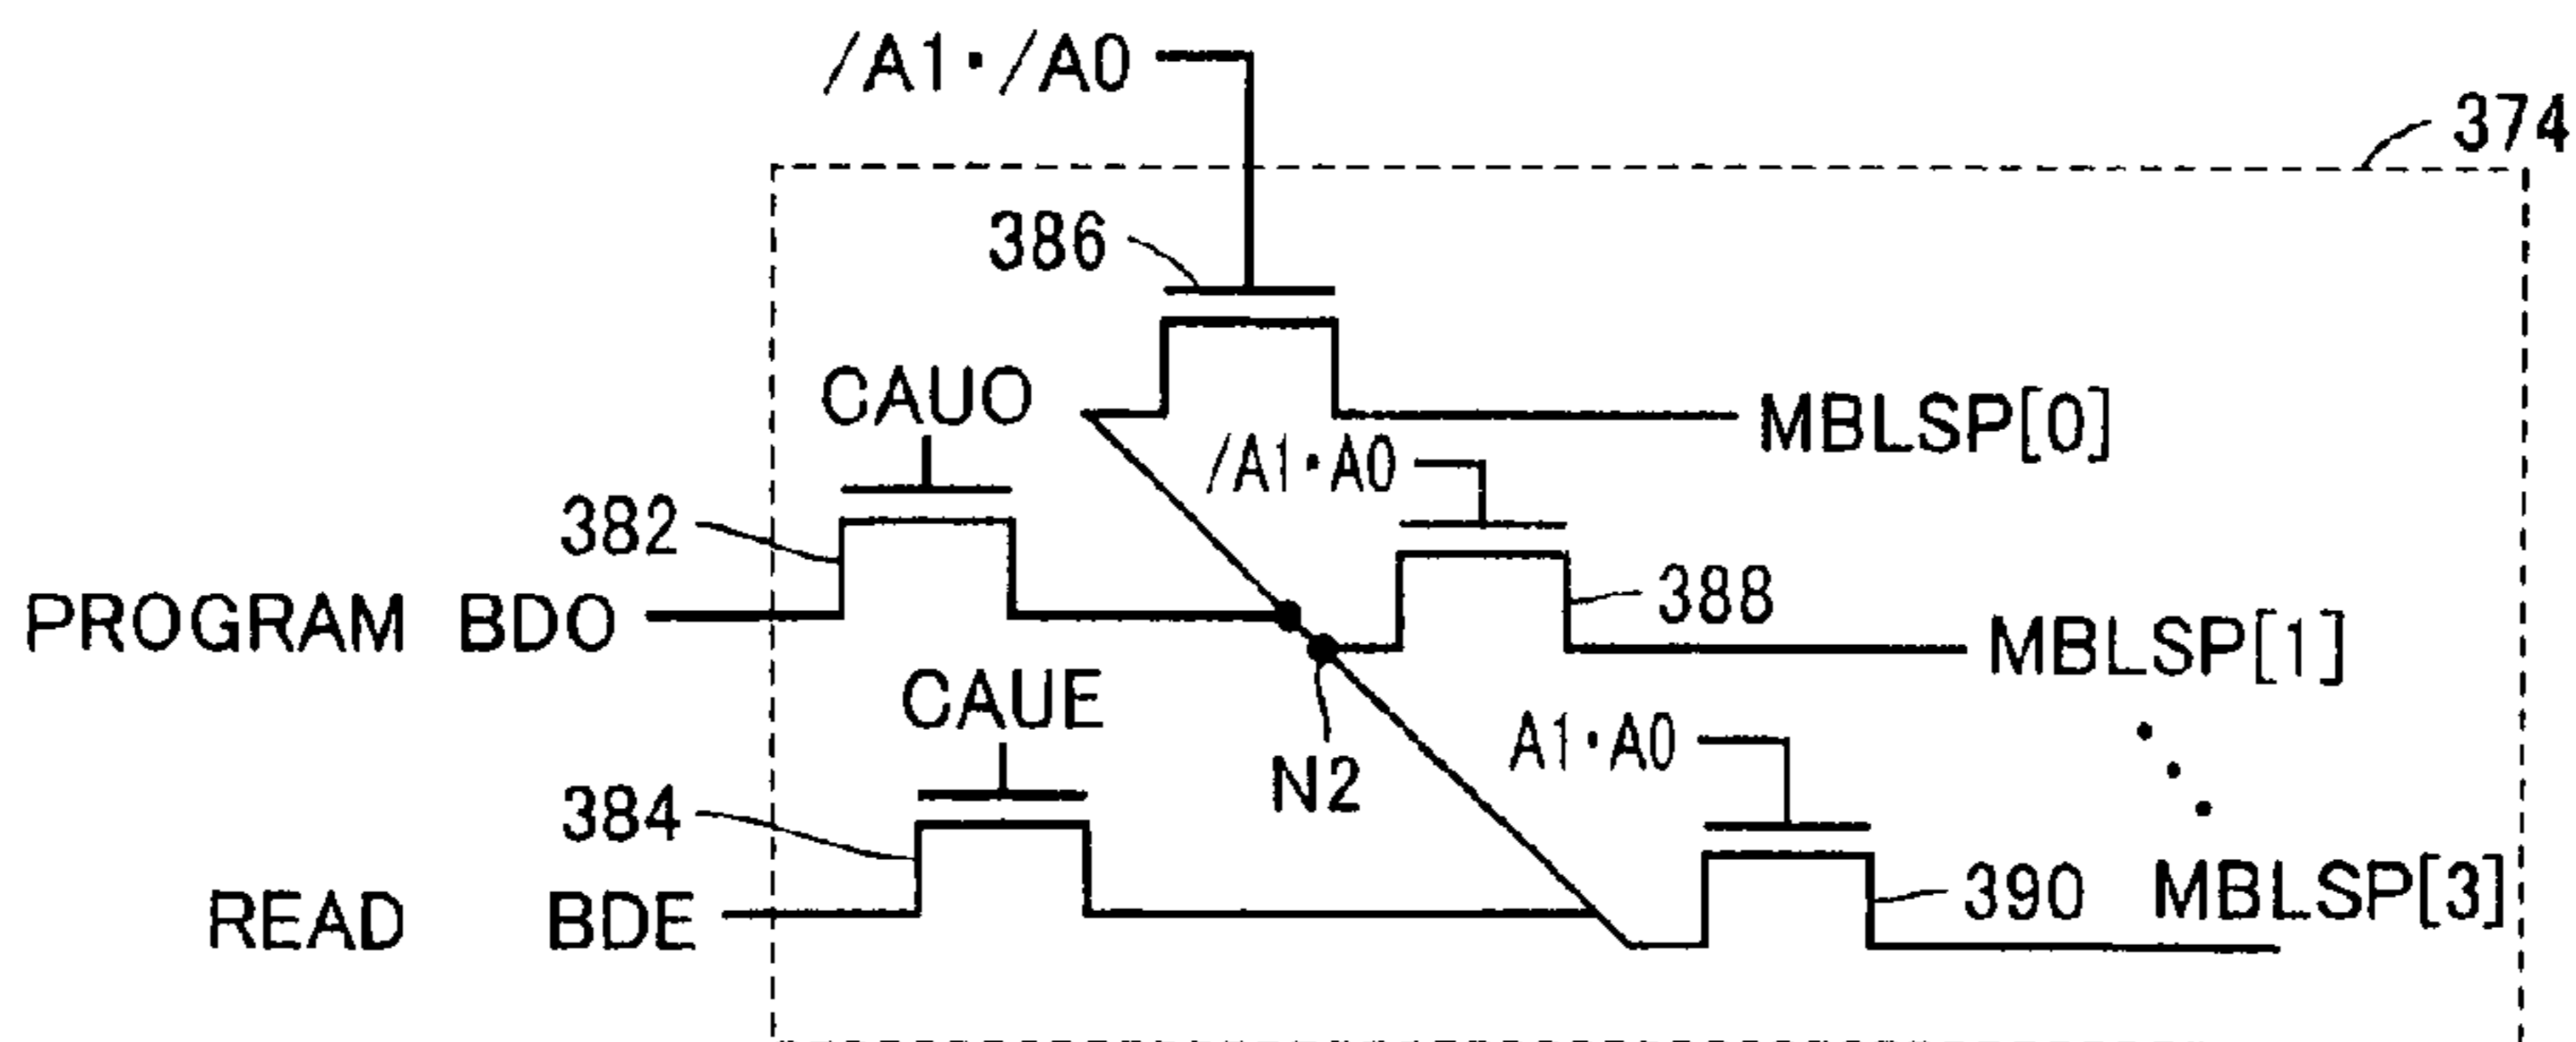 /A1·/A0
374
386
CAUO
MBLSP[0]
/A1·A0
382
388
PROGRAM BDO
MBLSP[1]
CAUE
A1·A0
N2
384
390
MBLSP[3]
READ BDE